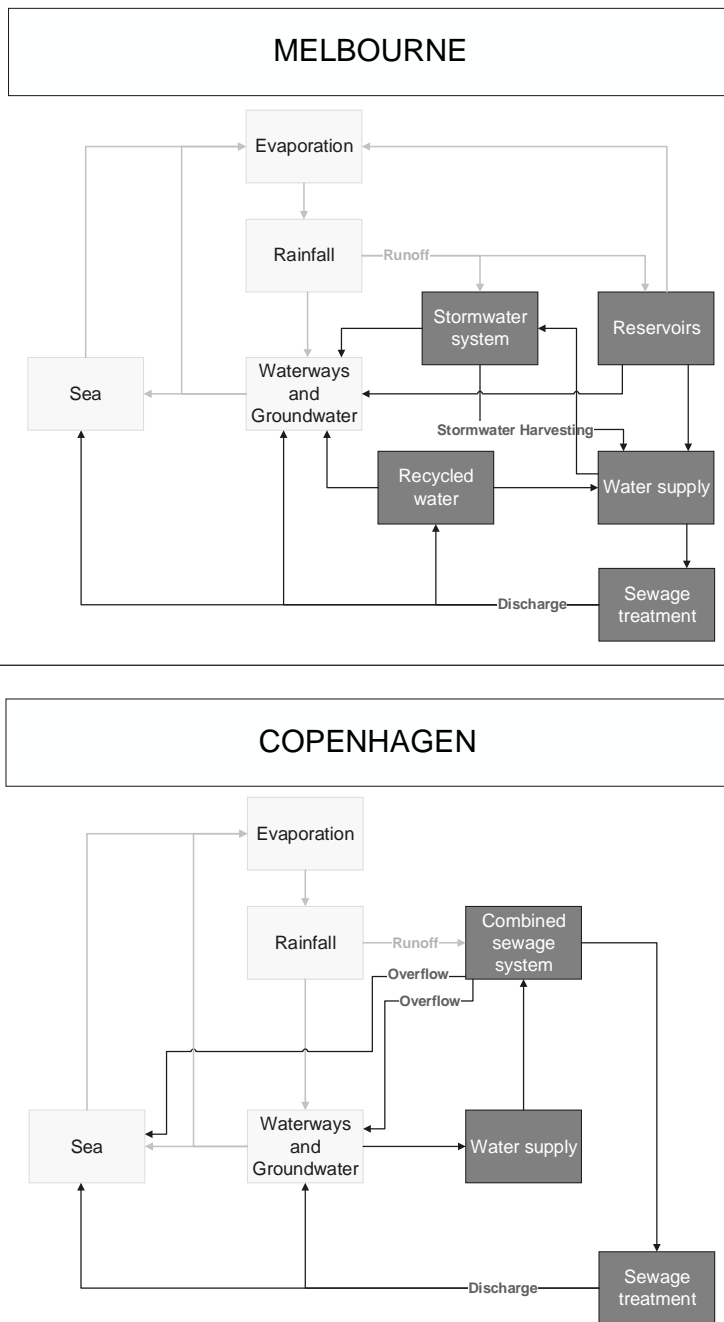 MELBOURNE
Evaporation
Rainfall
Runoff
Stormwater
system
Reservoirs
Sea
Waterways
and
Groundwater
Stormwater Harvesting
Recycled
water
Water supply
Discharge
Sewage
treatment
COPENHAGEN
Evaporation
Rainfall
Runoff
Combined
sewage
system
Overflow
Overflow
Sea
Waterways
and
Groundwater
Water supply
Discharge
Sewage
treatment